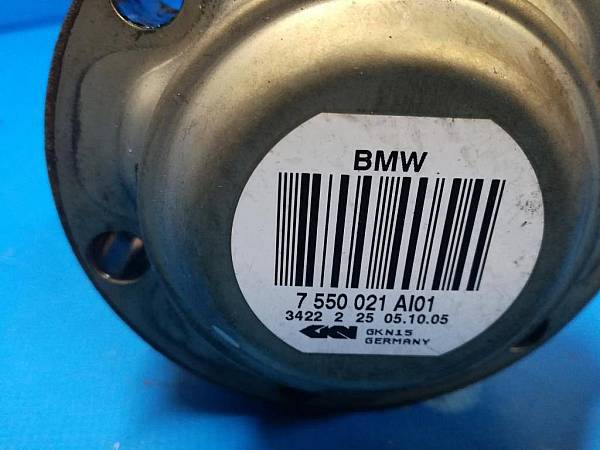 BMW
7 550 021 AI01
3422 2 25 05.10.05
GKN GKN15
GERMANY